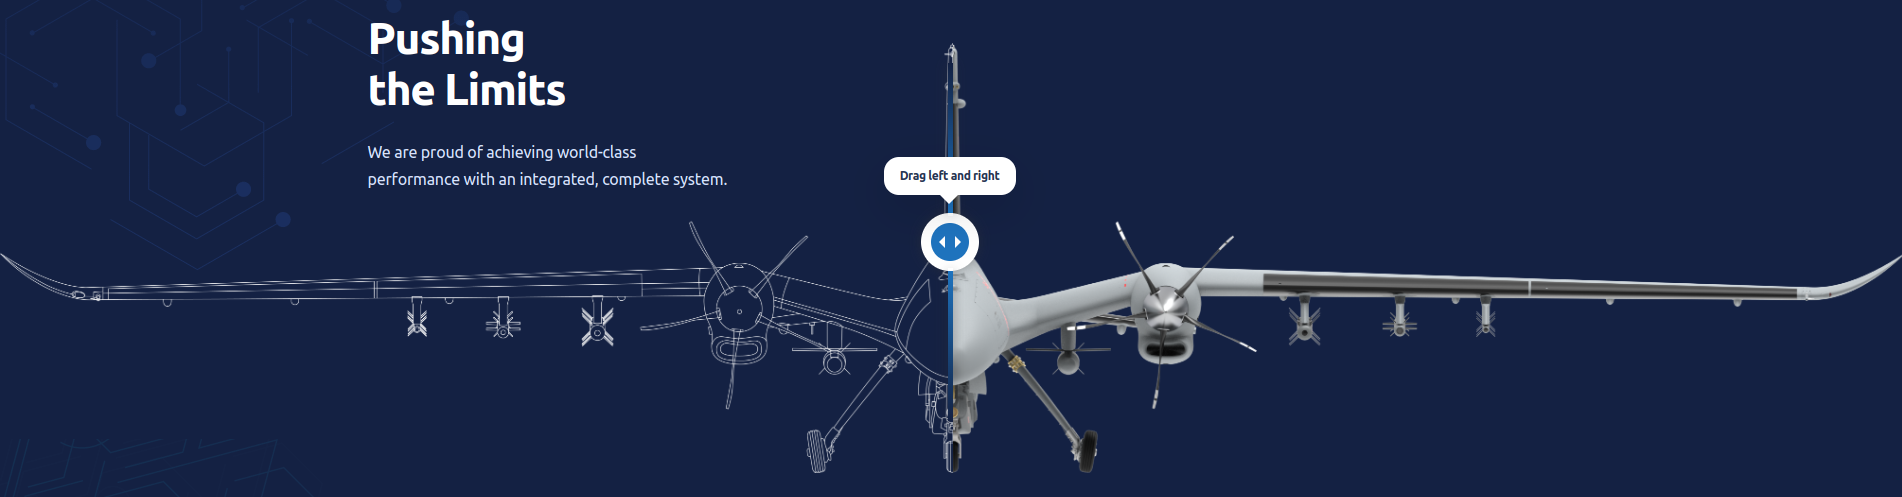 Pushing
the Limits
We are proud of achieving world-class
performance with an integrated, complete system.
Drag left and right